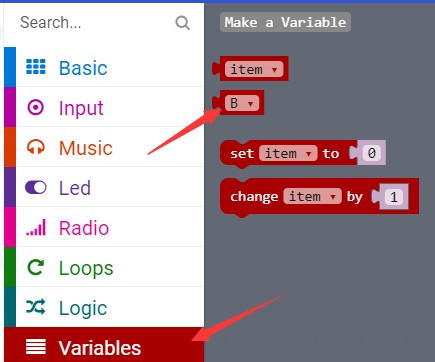 Search...
Basic
Input
Music
Led
Radio
Loops
Logic
Variables
Make a Variable
item
B
set item to 0
change item by 1